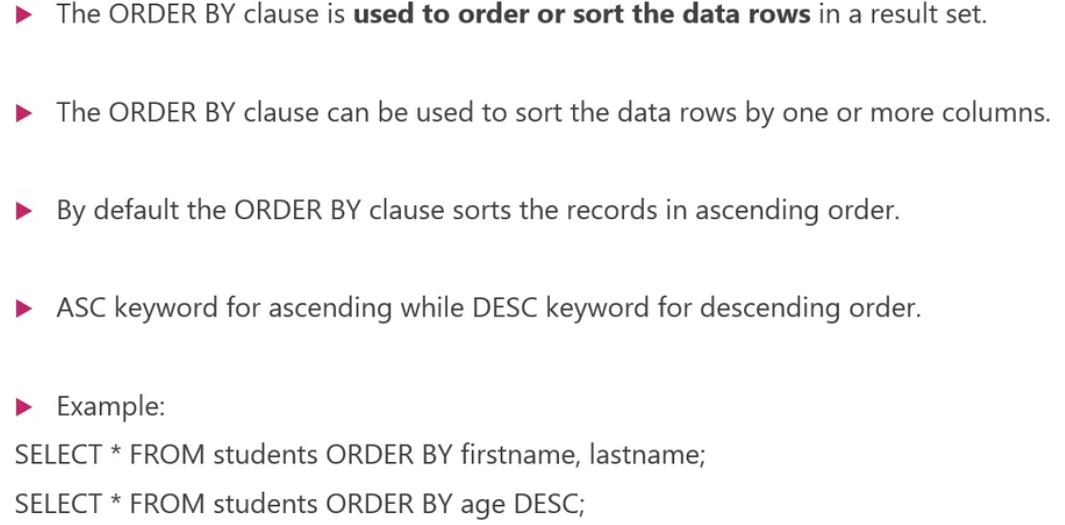 The ORDER BY clause is used to order or sort the data rows in a result set.
The ORDER BY clause can be used to sort the data rows by one or more columns.
By default the ORDER BY clause sorts the records in ascending order.
ASC keyword for ascending while DESC keyword for descending order.
Example:
SELECT * FROM students ORDER BY firstname, lastname;
SELECT * FROM students ORDER BY age DESC;